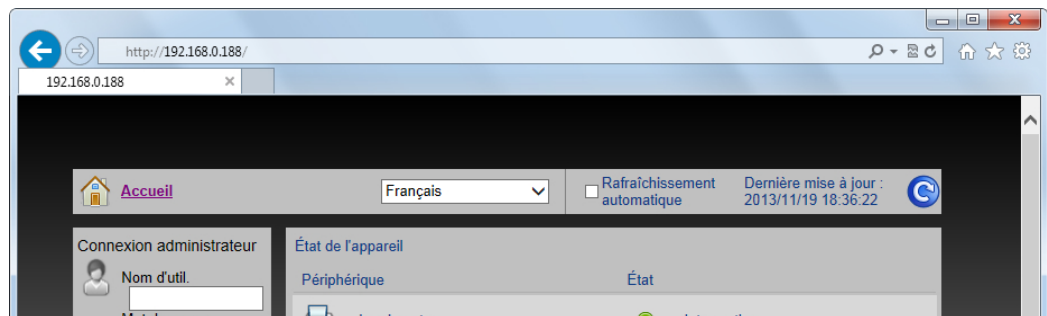 http://192.168.0.188/
192.168.0.188
Accueil
Français
Rafraîchissement
automatique
Dernière mise à jour :
2013/11/19 18:36:22
Connexion administrateur
Nom d'util.
État de l'appareil
Périphérique
État